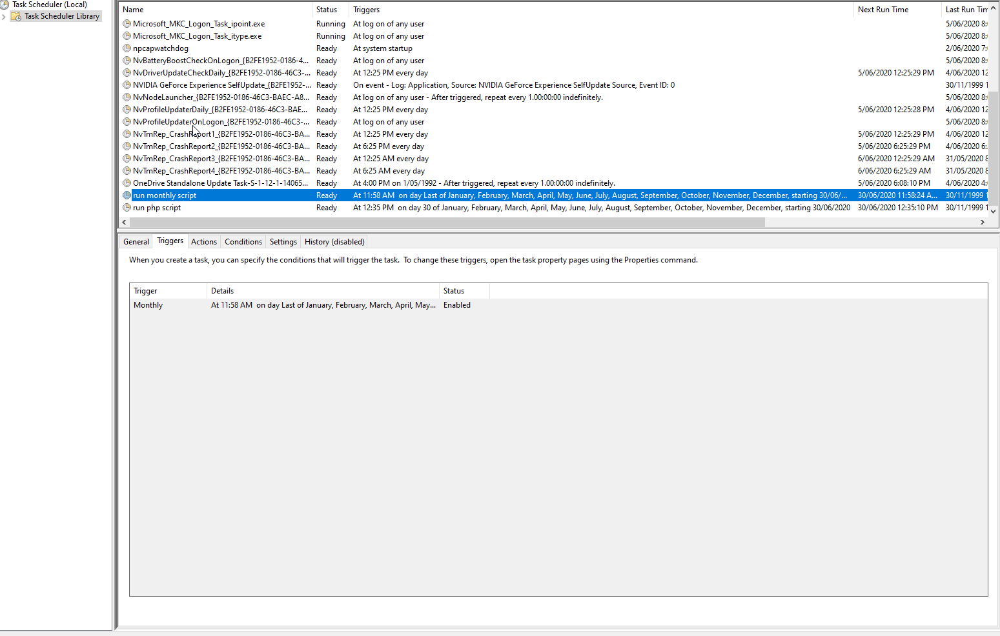 Task Scheduler (Local)
Task Scheduler Library
Name Status Triggers Next Run Time Last Run Tim
Microsoft_MKC_Logon_Task_ipoint.exe Running At log on of any user 5/06/2020 8:
Microsoft_MKC_Logon_Task_itype.exe Running At log on of any user 5/06/2020 8:
npcapwatchdog Ready At system startup 2/06/2020 7:
NvBatteryBoostCheckOnLogon_{B2FE1952-0186-4... Ready At log on of any user 5/06/2020 8:
NvDriverUpdateCheckDaily_{B2FE1952-0186-46C3-... Ready At 12:25 PM every day 5/06/2020 12:25:29 PM 4/06/2020 12
NVIDIA GeForce Experience SelfUpdate_{B2FE1952-... Ready On event - Log: Application, Source: NVIDIA GeForce Experience SelfUpdate Source, Event ID: 0 30/11/1999 1
NvNodeLauncher_{B2FE1952-0186-46C3-BAEC-A8... Ready At log on of any user - After triggered, repeat every 1.00:00:00 indefinitely. 5/06/2020 8:
NvProfileUpdaterDaily_{B2FE1952-0186-46C3-BAE... Ready At 12:25 PM every day 5/06/2020 12:25:28 PM 4/06/2020 12
NvProfileUpdaterOnLogon_{B2FE1952-0186-46C3-... Ready At log on of any user 5/06/2020 8:
NvTmRep_CrashReport1_{B2FE1952-0186-46C3-BA... Ready At 12:25 PM every day 5/06/2020 12:25:29 PM 4/06/2020 12
NvTmRep_CrashReport2_{B2FE1952-0186-46C3-BA... Ready At 6:25 PM every day 5/06/2020 6:25:29 PM 4/06/2020 6:
NvTmRep_CrashReport3_{B2FE1952-0186-46C3-BA... Ready At 12:25 AM every day 6/06/2020 12:25:29 AM 31/05/2020 8
NvTmRep_CrashReport4_{B2FE1952-0186-46C3-BA... Ready At 6:25 AM every day 6/06/2020 6:25:29 AM 31/05/2020 8
OneDrive Standalone Update Task-S-1-12-1-14065... Ready At 4:00 PM on 1/05/1992 - After triggered, repeat every 1.00:00:00 indefinitely. 5/06/2020 6:08:10 PM 4/06/2020 4:
run monthly script Ready At 11:58 AM on day Last of January, February, March, April, May, June, July, August, September, October, November, December, starting 30/06/... 30/06/2020 11:58:24 A... 30/11/1999 1
run php script Ready At 12:35 PM on day 30 of January, February, March, April, May, June, July, August, September, October, November, December, starting 30/06/2020 30/06/2020 12:35:10 PM 30/11/1999 1
General Triggers Actions Conditions Settings History (disabled)
When you create a task, you can specify the conditions that will trigger the task. To change these triggers, open the task property pages using the Properties command.
Trigger Details Status
Monthly At 11:58 AM on day Last of January, February, March, April, May... Enabled